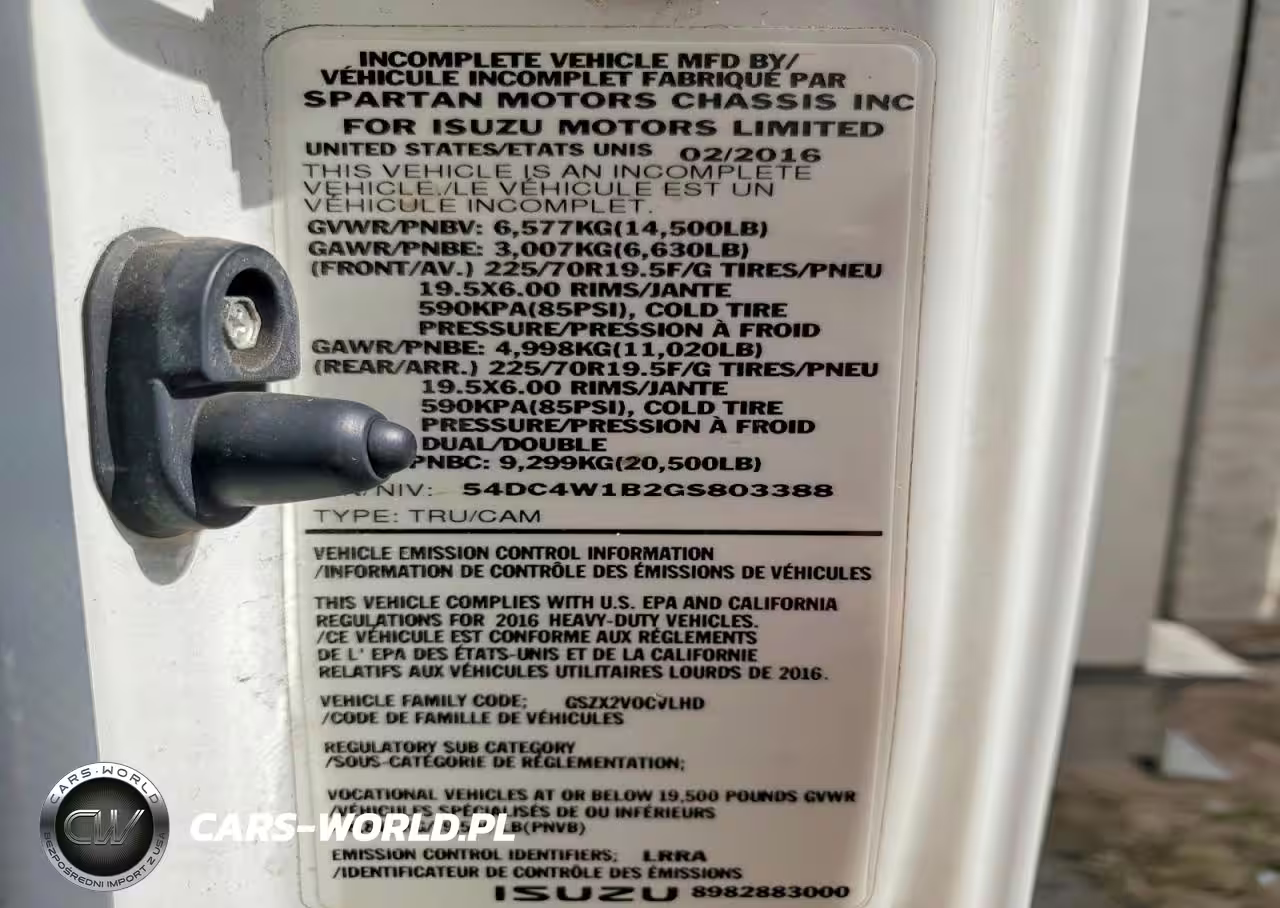 INCOMPLETE VEHICLE MFD BY/
VÉHICULE INCOMPLET FABRIQUÉ PAR
SPARTAN MOTORS CHASSIS INC
FOR ISUZU MOTORS LIMITED
UNITED STATES/ETATS UNIS 02/2016
THIS VEHICLE IS AN INCOMPLETE
VEHICLE./LE VÉHICULE EST UN
VÉHICULE INCOMPLET.
GVWR/PNBV: 6,577KG(14,500LB)
GAWR/PNBE: 3,007KG(6,630LB)
(FRONT/AV.) 225/70R19.5F/G TIRES/PNEU
19.5X6.00 RIMS/JANTE
590KPA(85PSI), COLD TIRE
PRESSURE/PRESSION À FROID
GAWR/PNBE: 4,998KG(11,020LB)
(REAR/ARR.) 225/70R19.5F/G TIRES/PNEU
19.5X6.00 RIMS/JANTE
590KPA(85PSI), COLD TIRE
PRESSURE/PRESSION À FROID
DUAL/DOUBLE
PNBC: 9,299KG(20,500LB)
/NIV: 54DC4W1B2GS803388
TYPE: TRU/CAM
VEHICLE EMISSION CONTROL INFORMATION
/INFORMATION DE CONTRÔLE DES ÉMISSIONS DE VÉHICULES
THIS VEHICLE COMPLIES WITH U.S. EPA AND CALIFORNIA
REGULATIONS FOR 2016 HEAVY-DUTY VEHICLES.
/CE VÉHICULE EST CONFORME AUX RÉGLEMENTS
DE L' EPA DES ÉTATS-UNIS ET DE LA CALIFORNIE
RELATIFS AUX VÉHICULES UTILITAIRES LOURDS DE 2016.
VEHICLE FAMILY CODE; GSZX2VOCVLHD
/CODE DE FAMILLE DE VÉHICULES
REGULATORY SUB CATEGORY
/SOUS-CATÉGORIE DE RÉGLEMENTATION;
VOCATIONAL VEHICLES AT OR BELOW 19,500 POUNDS GVWR
/VÉHICULES SPÉCIALISÉS DE OU INFÉRIEURS
LB(PNVB)
EMISSION CONTROL IDENTIFIERS; LRRA
/IDENTIFICATEUR DE CONTRÔLE DES ÉMISSIONS
ISUZU 8982883000
CARS-WORLD
CW
BEZPOŚREDNI IMPORT Z USA
CARS-WORLD.PL